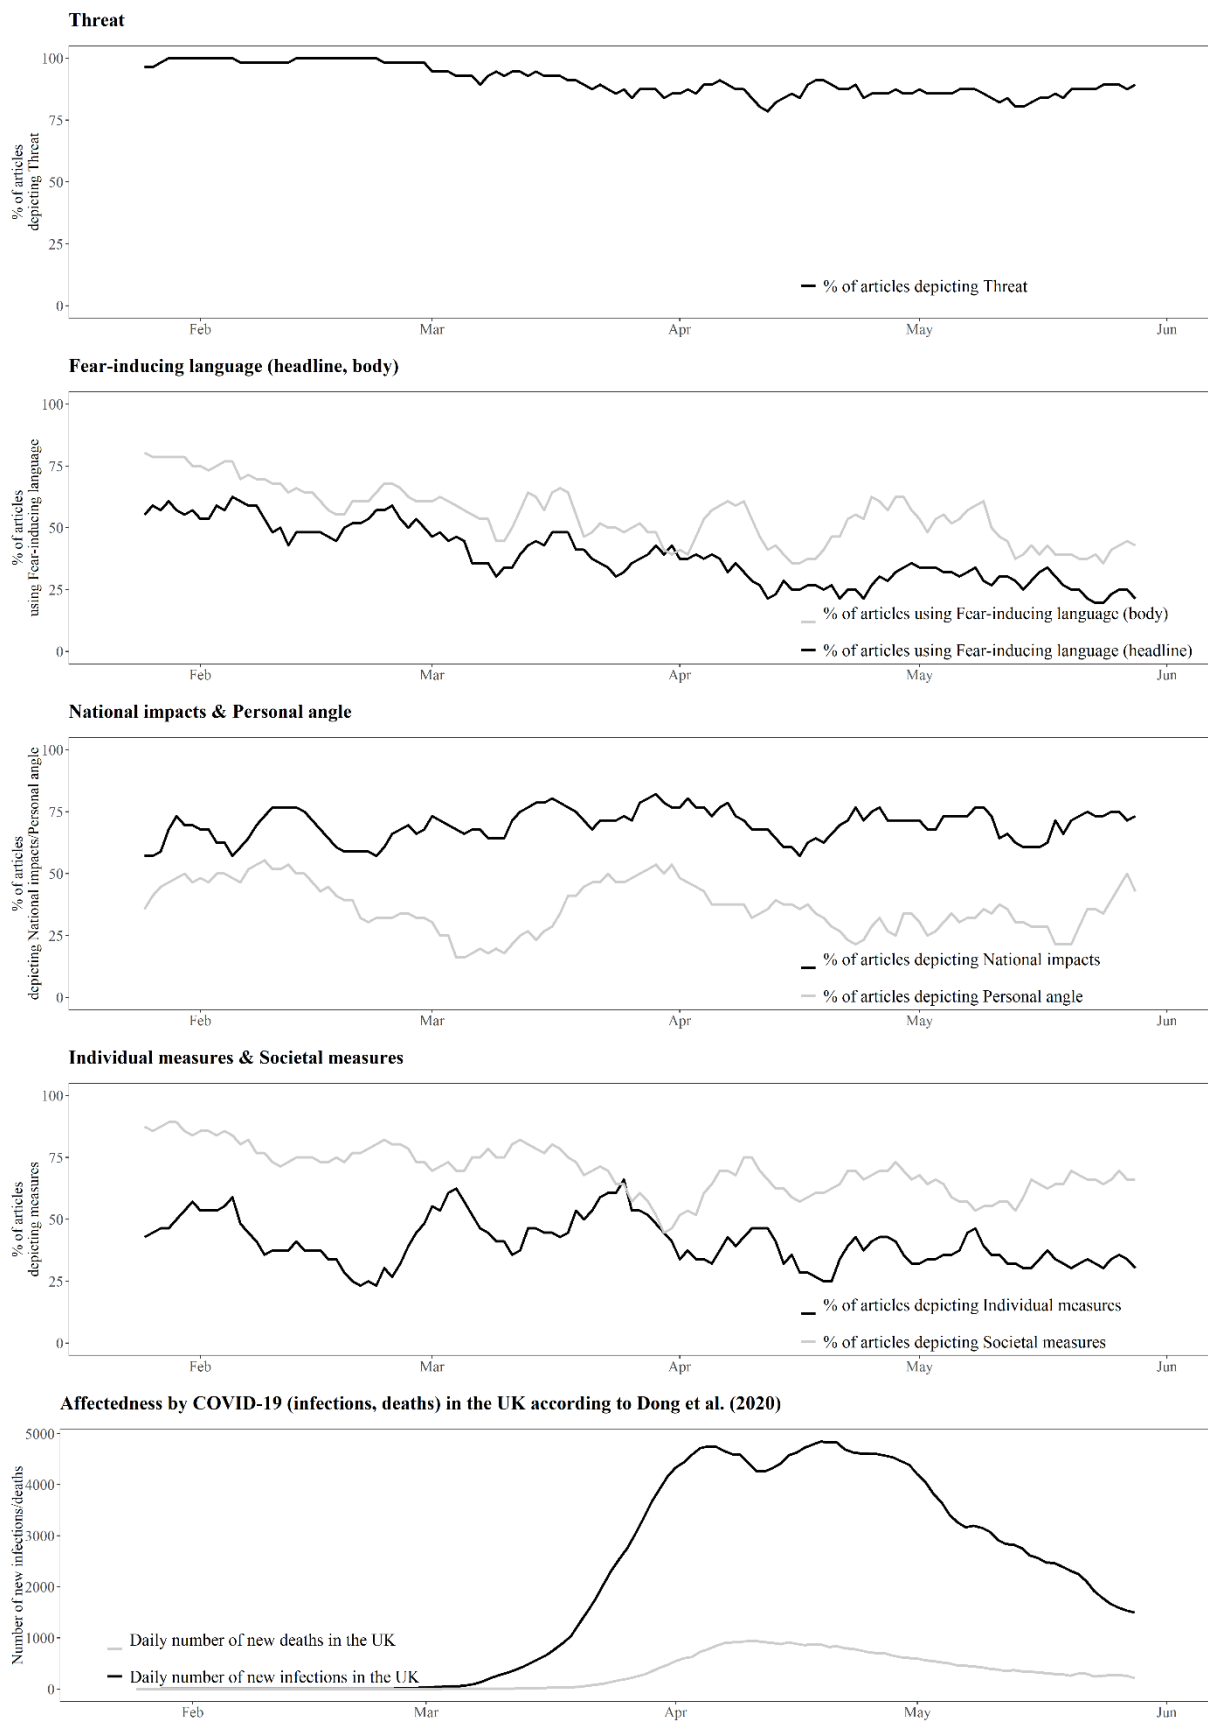 Threat
% of articles
depicting Threat
100
75
50
25
0
% of articles depicting Threat
Feb Mar Apr May Jun
Fear-inducing language (headline, body)
% of articles
using Fear-inducing language
100
75
50
25
0
% of articles using Fear-inducing language (body)
% of articles using Fear-inducing language (headline)
Feb Mar Apr May Jun
National impacts & Personal angle
% of articles
depicting National impacts/Personal angle
100
75
50
25
0
% of articles depicting National impacts
% of articles depicting Personal angle
Feb Mar Apr May Jun
Individual measures & Societal measures
% of articles
depicting measures
100
75
50
25
0
% of articles depicting Individual measures
% of articles depicting Societal measures
Feb Mar Apr May Jun
Affectedness by COVID-19 (infections, deaths) in the UK according to Dong et al. (2020)
Number of new infections/deaths
5000
4000
3000
2000
1000
0
Daily number of new deaths in the UK
Daily number of new infections in the UK
Feb Mar Apr May Jun